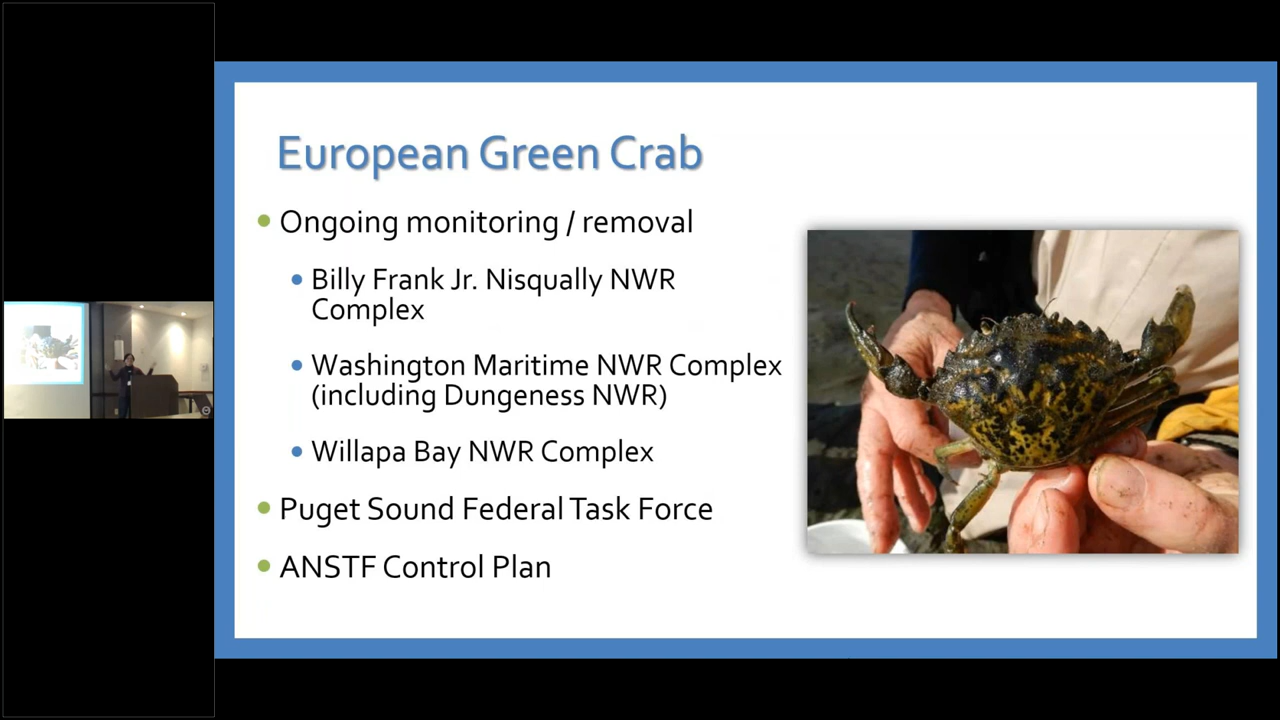 European Green Crab
Ongoing monitoring / removal
Billy Frank Jr. Nisqually NWR
Complex
Washington Maritime NWR Complex
(including Dungeness NWR)
Willapa Bay NWR Complex
Puget Sound Federal Task Force
ANSTF Control Plan